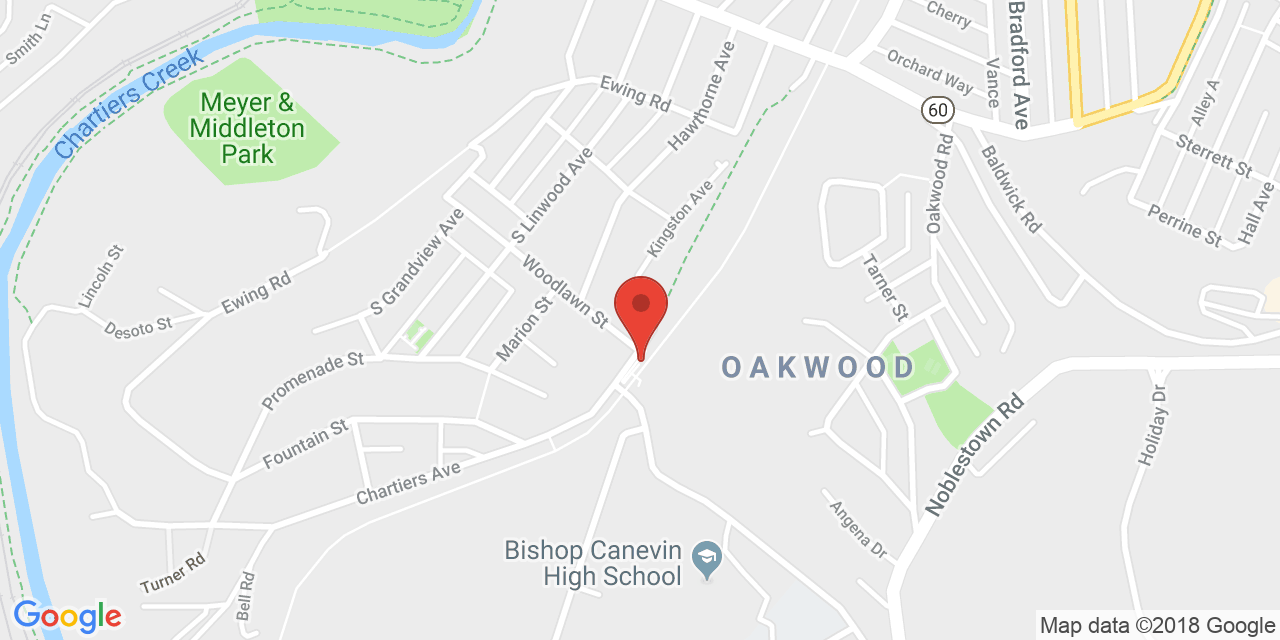 Smith Ln
Chartiers Creek
Meyer &
Middleton
Park
Ewing Rd
Hawthorne Ave
Cherry
Orchard Way
Vance
Bradford Ave
60
Alley A
Sterrett St
Hall Ave
Perrine St
Baldwick Rd
Oakwood Rd
Tarner St
Kingston Ave
S Linwood Ave
S Grandview Ave
Woodlawn St
Marion St
Lincoln St
Desoto St
Ewing Rd
Promenade St
Fountain St
Chartiers Ave
OAKWOOD
Noblestown Rd
Holiday Dr
Angena Dr
Bishop Canevin
High School
Turner Rd
Bell Rd
Google
Map data ©2018 Google